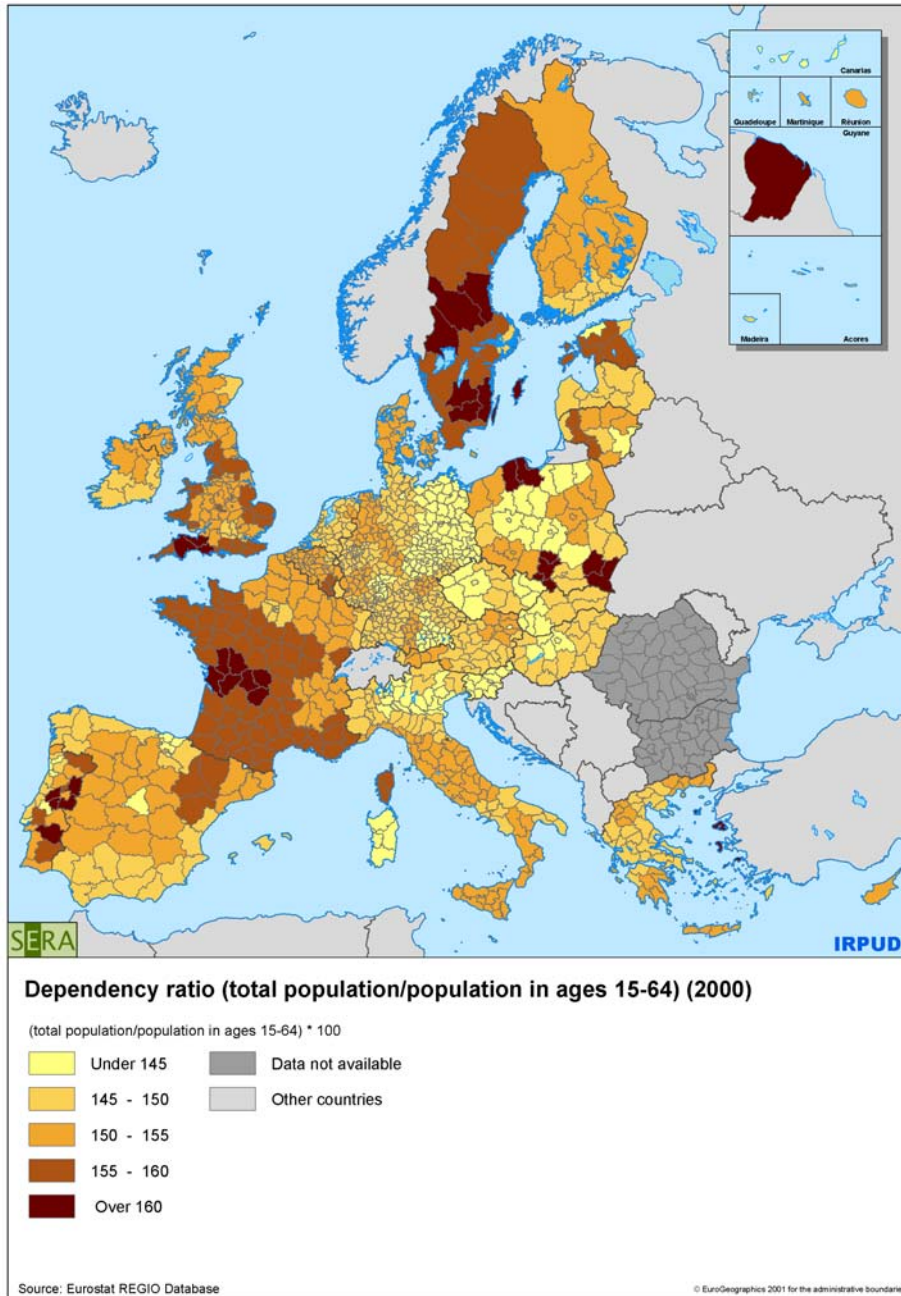 Canarias
Guadeloupe
Martinique
Réunion
Guyane
Madeira
Acores
SERA
IRPUD
Dependency ratio (total population/population in ages 15-64) (2000)
(total population/population in ages 15-64) * 100
Under 145
Data not available
145 - 150
Other countries
150 - 155
155 - 160
Over 160
Source: Eurostat REGIO Database
© EuroGeographics 2001 for the administrative boundarie